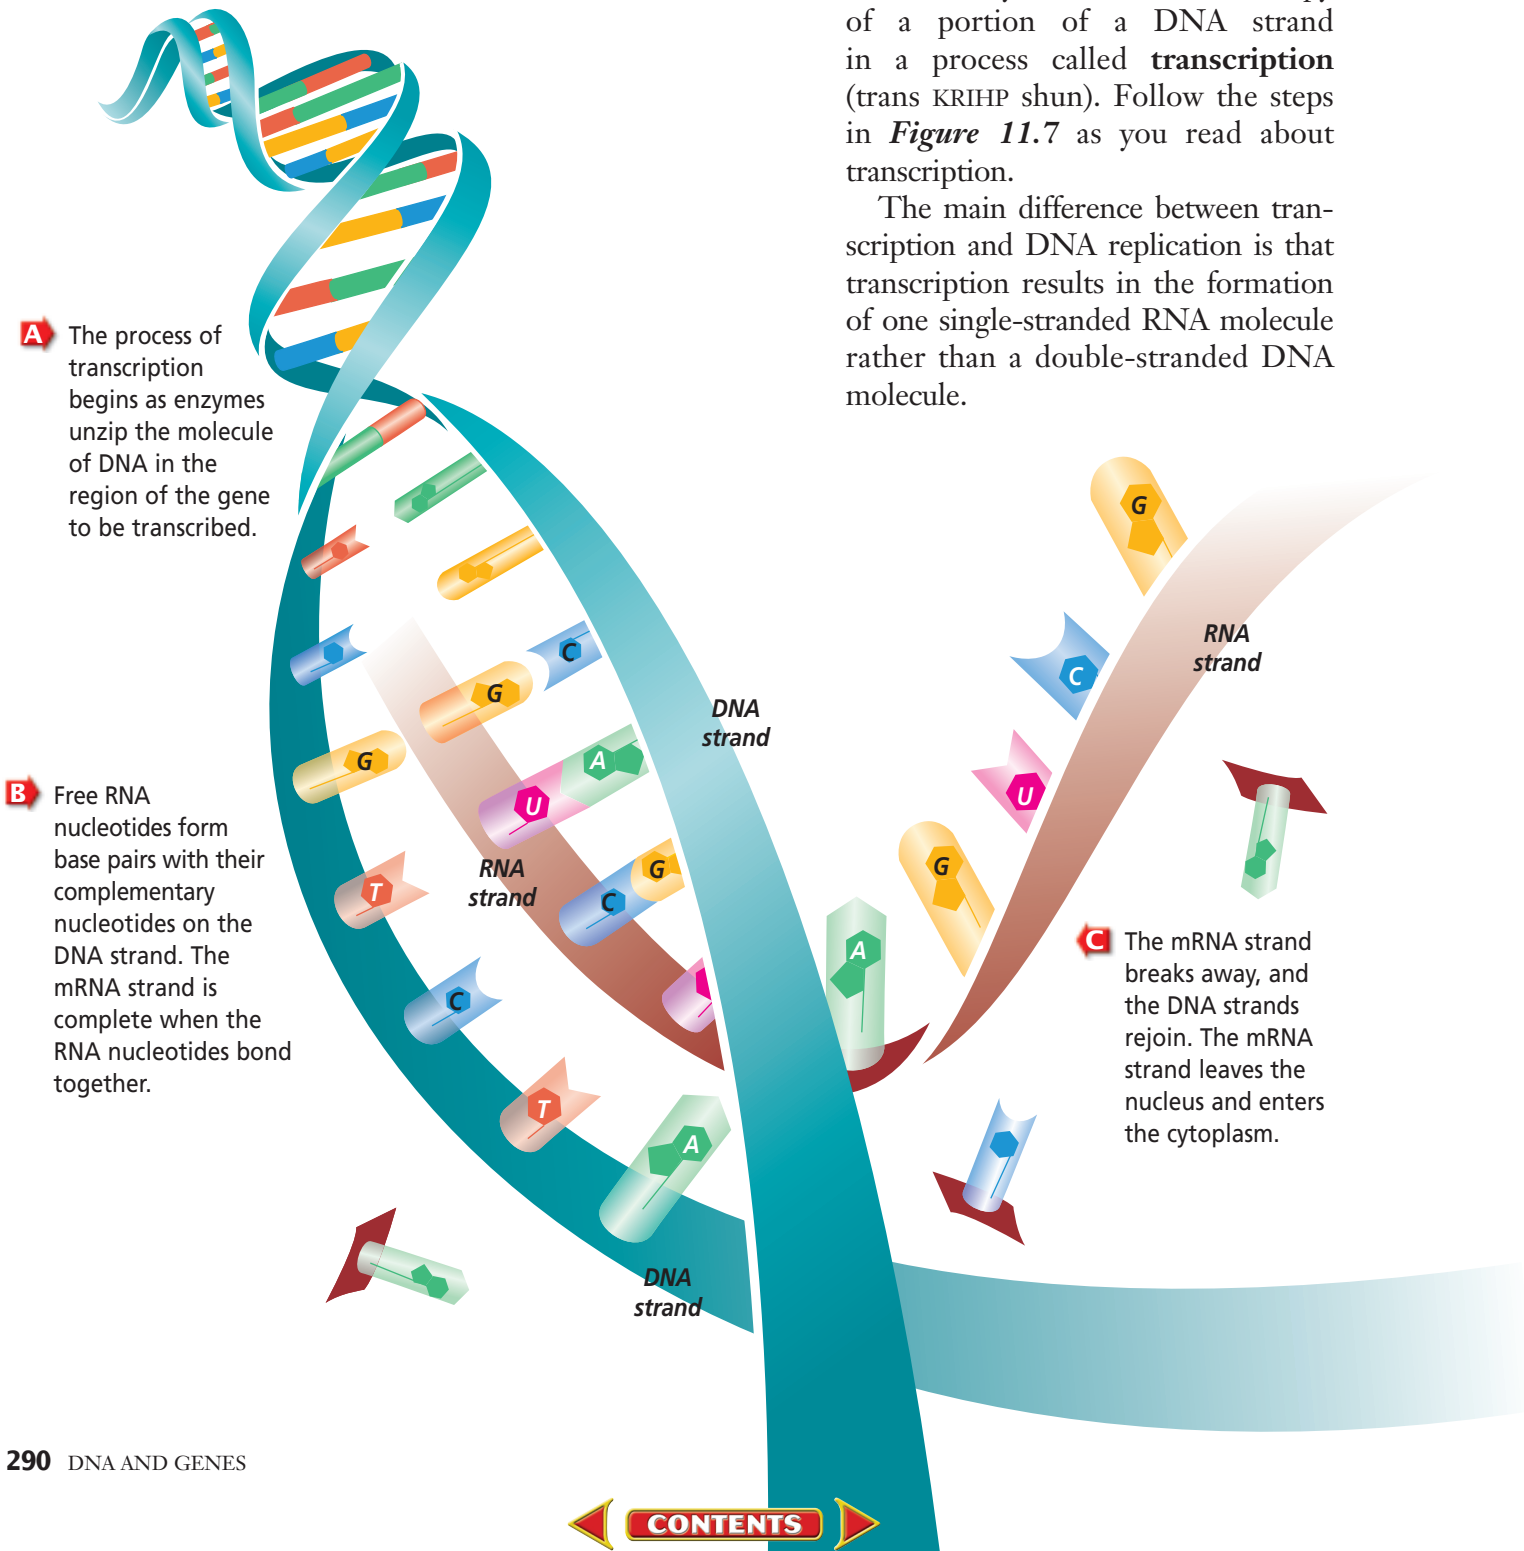 of a portion of a DNA strand
in a process called transcription
(trans KRIHP shun). Follow the steps
in Figure 11.7 as you read about
transcription.
The main difference between tran-
scription and DNA replication is that
transcription results in the formation
of one single-stranded RNA molecule
rather than a double-stranded DNA
molecule.
A
The process of
transcription
begins as enzymes
unzip the molecule
of DNA in the
region of the gene
to be transcribed.
G
C
RNA
strand
C
G
DNA
strand
A
G
U
U
B
Free RNA
nucleotides form
base pairs with their
complementary
nucleotides on the
DNA strand. The
mRNA strand is
complete when the
RNA nucleotides bond
together.
RNA
strand
G
G
T
C
A
C
The mRNA strand
breaks away, and
the DNA strands
rejoin. The mRNA
strand leaves the
nucleus and enters
the cytoplasm.
C
T
A
DNA
strand
290 DNA AND GENES
CONTENTS